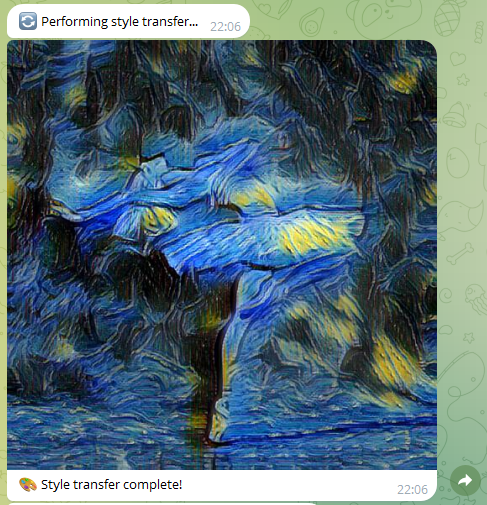 🔄 Performing style transfer... 22:06
🎨 Style transfer complete! 22:06